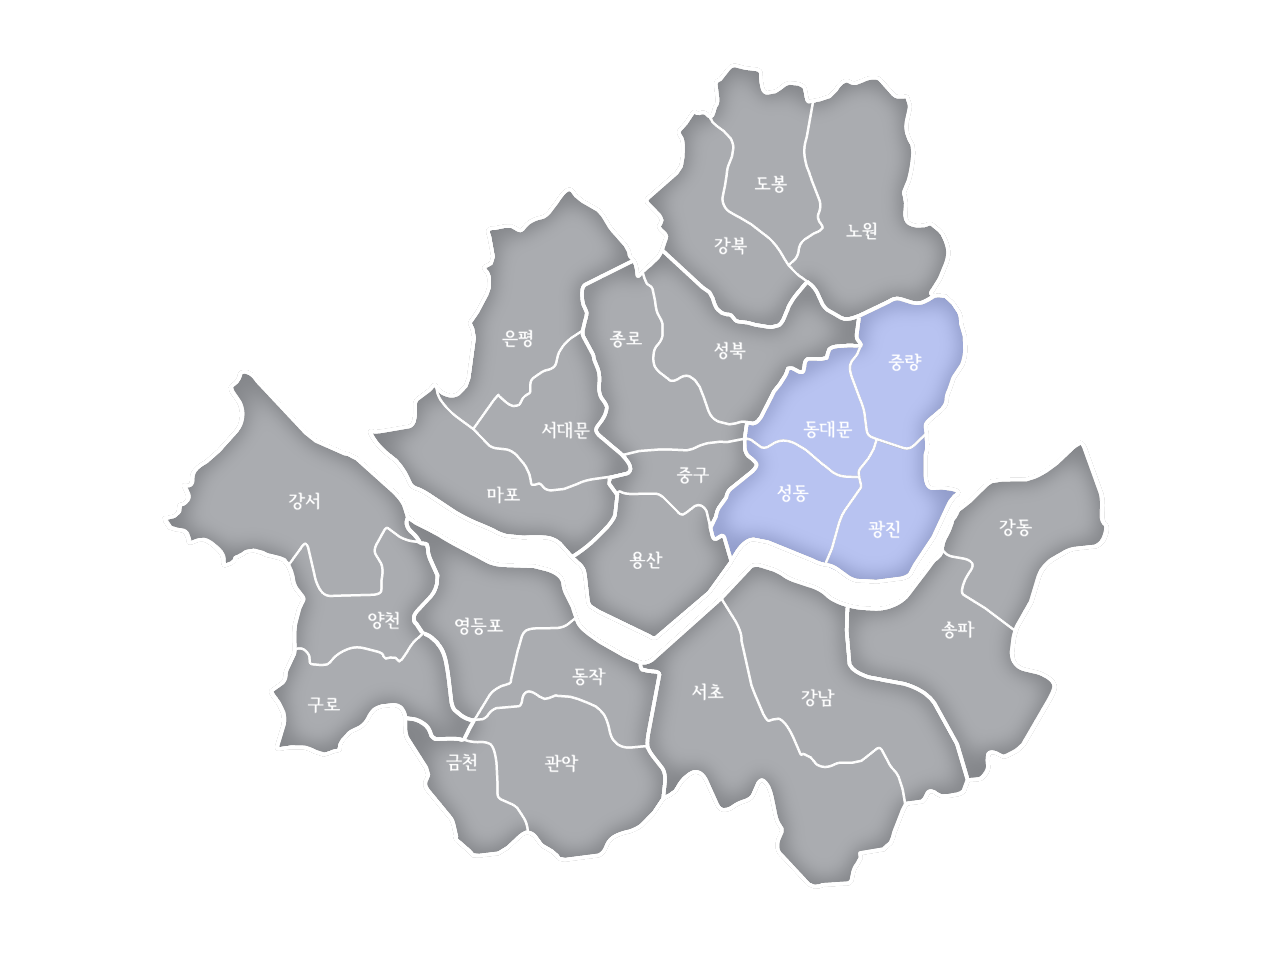 도봉
노원
강북
은평
종로
성북
중량
서대문
동대문
중구
마포
성동
강서
광진
강동
용산
양천
영등포
송파
동작
서초
강남
구로
금천
관악